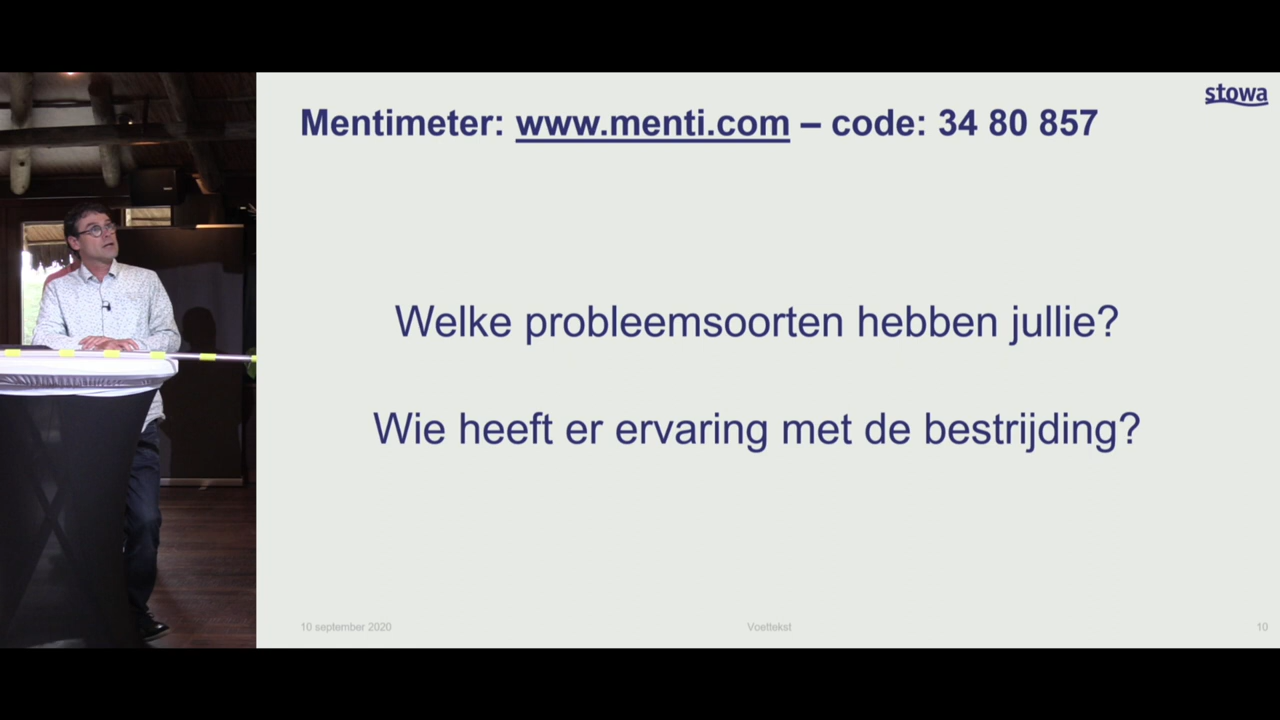 stowa
Mentimeter: www.menti.com – code: 34 80 857
Welke probleemsoorten hebben jullie?
Wie heeft er ervaring met de bestrijding?
10 september 2020
Voettekst
10